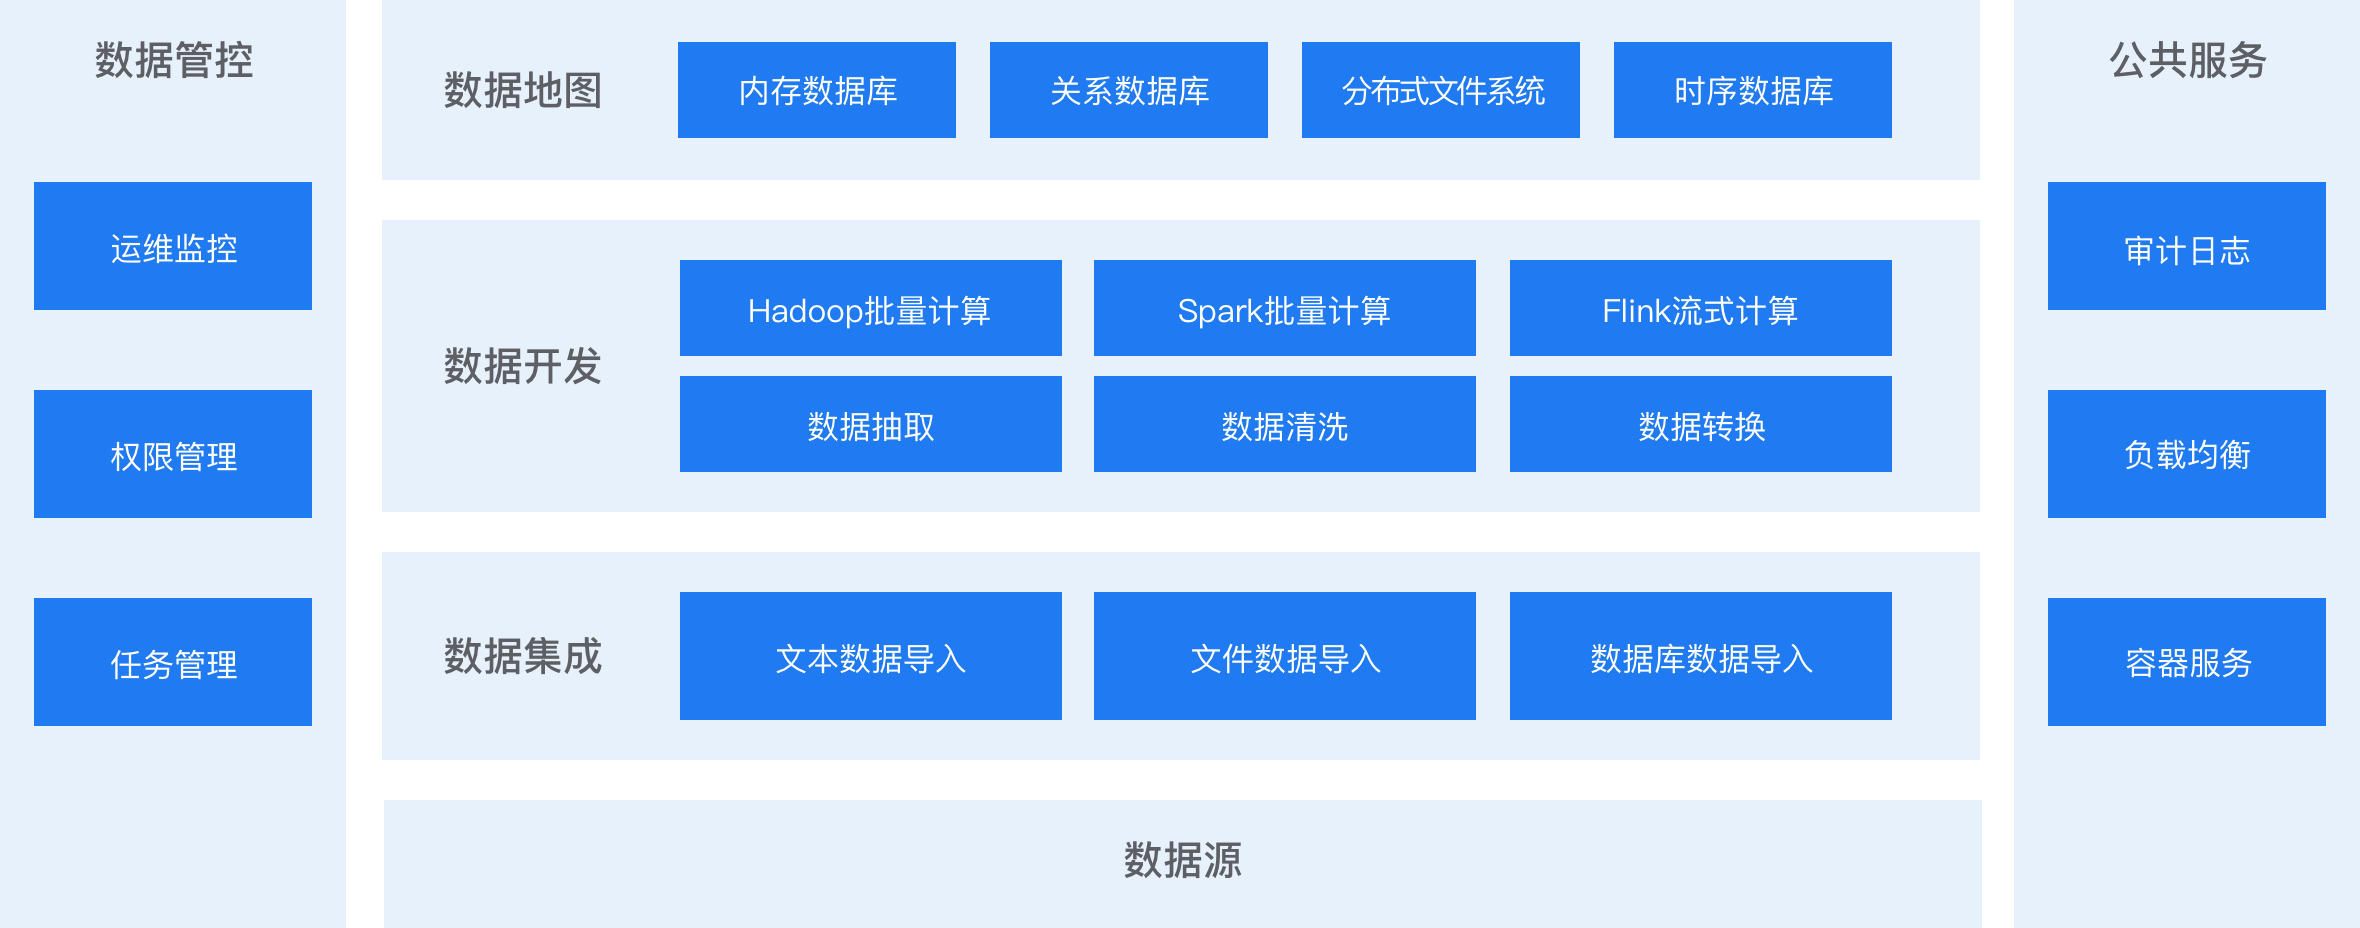 数据管控
运维监控
权限管理
任务管理
数据地图
内存数据库
关系数据库
分布式文件系统
时序数据库
数据开发
Hadoop批量计算
Spark批量计算
Flink流式计算
数据抽取
数据清洗
数据转换
数据集成
文本数据导入
文件数据导入
数据库数据导入
数据源
公共服务
审计日志
负载均衡
容器服务